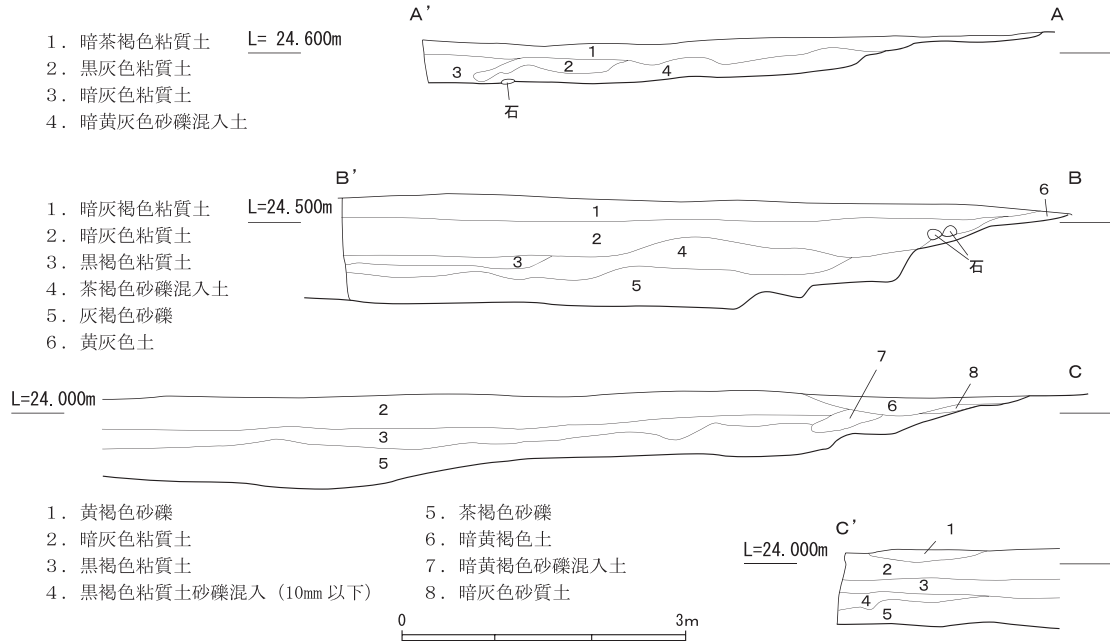 A' A
1．暗茶褐色粘質土
2．黒灰色粘質土
3．暗灰色粘質土
4．暗黄灰色砂礫混入土
L= 24.600m
1
3 2 4
石
B' B
1．暗灰褐色粘質土
2．暗灰色粘質土
3．黒褐色粘質土
4．茶褐色砂礫混入土
5．灰褐色砂礫
6．黄灰色土
L=24.500m
6
1
2
4
3
石
5
7 8 C
L=24.000m
2
6
3
5
1．黄褐色砂礫
2．暗灰色粘質土
3．黒褐色粘質土
4．黒褐色粘質土砂礫混入（10mm 以下）
5．茶褐色砂礫
6．暗黄褐色土
7．暗黄褐色砂礫混入土
8．暗灰色砂質土
C' 1
L=24.000m
2
3
4
5
0 3m